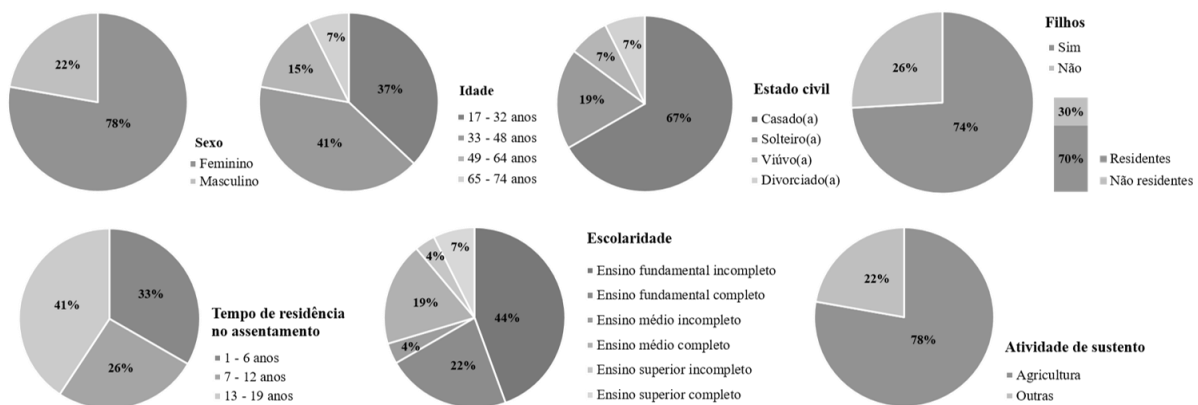 22%
78%
Sexo
Feminino
Masculino
7%
15%
37%
41%
Idade
17 - 32 anos
33 - 48 anos
49 - 64 anos
65 - 74 anos
7%
7%
19%
67%
Estado civil
Casado(a)
Solteiro(a)
Viúvo(a)
Divorciado(a)
26%
74%
Filhos
Sim
Não
30%
70%
Residentes
Não residentes
41%
33%
26%
Tempo de residência
no assentamento
1 - 6 anos
7 - 12 anos
13 - 19 anos
7%
4%
19%
44%
4%
22%
Escolaridade
Ensino fundamental incompleto
Ensino fundamental completo
Ensino médio incompleto
Ensino médio completo
Ensino superior incompleto
Ensino superior completo
22%
78%
Atividade de sustento
Agricultura
Outras